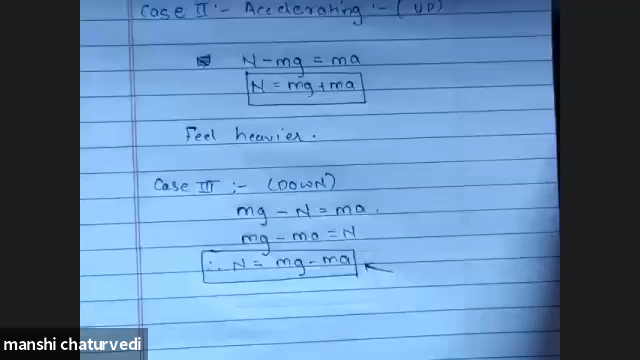 Case II :- Accelerating :- (UP)
N - mg = ma
N = mg + ma
Feel heavier.
Case III :- (DOWN)
mg - N = ma.
mg - ma = N
∴ N = mg - ma
manshi chaturvedi